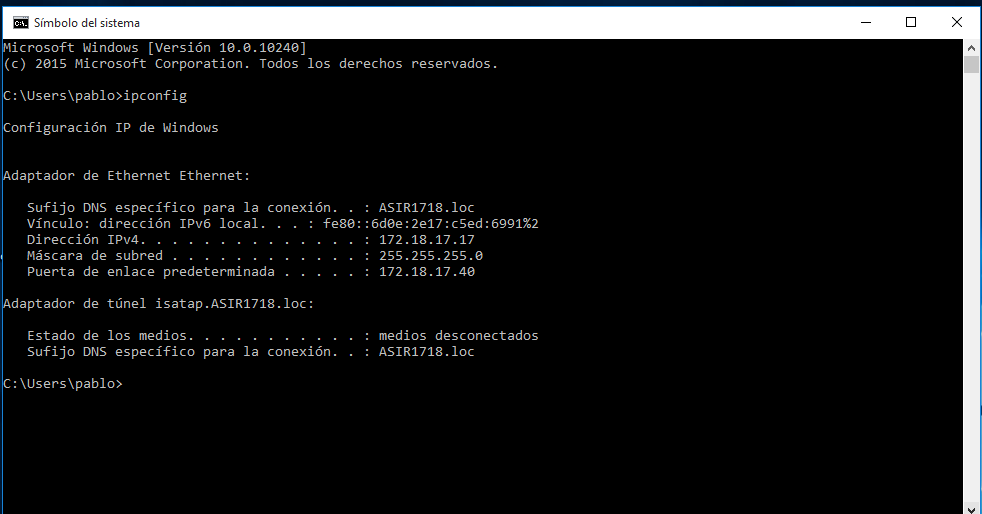 Símbolo del sistema
Microsoft Windows [Versión 10.0.10240]
(c) 2015 Microsoft Corporation. Todos los derechos reservados.
C:\Users\pablo>ipconfig
Configuración IP de Windows
Adaptador de Ethernet Ethernet:
Sufijo DNS específico para la conexión. . : ASIR1718.loc
Vínculo: dirección IPv6 local. . . : fe80::6d0e:2e17:c5ed:6991%2
Dirección IPv4. . . . . . . . . . . . . . : 172.18.17.17
Máscara de subred . . . . . . . . . . . . : 255.255.255.0
Puerta de enlace predeterminada . . . . . : 172.18.17.40
Adaptador de túnel isatap.ASIR1718.loc:
Estado de los medios. . . . . . . . . . . : medios desconectados
Sufijo DNS específico para la conexión. . : ASIR1718.loc
C:\Users\pablo>